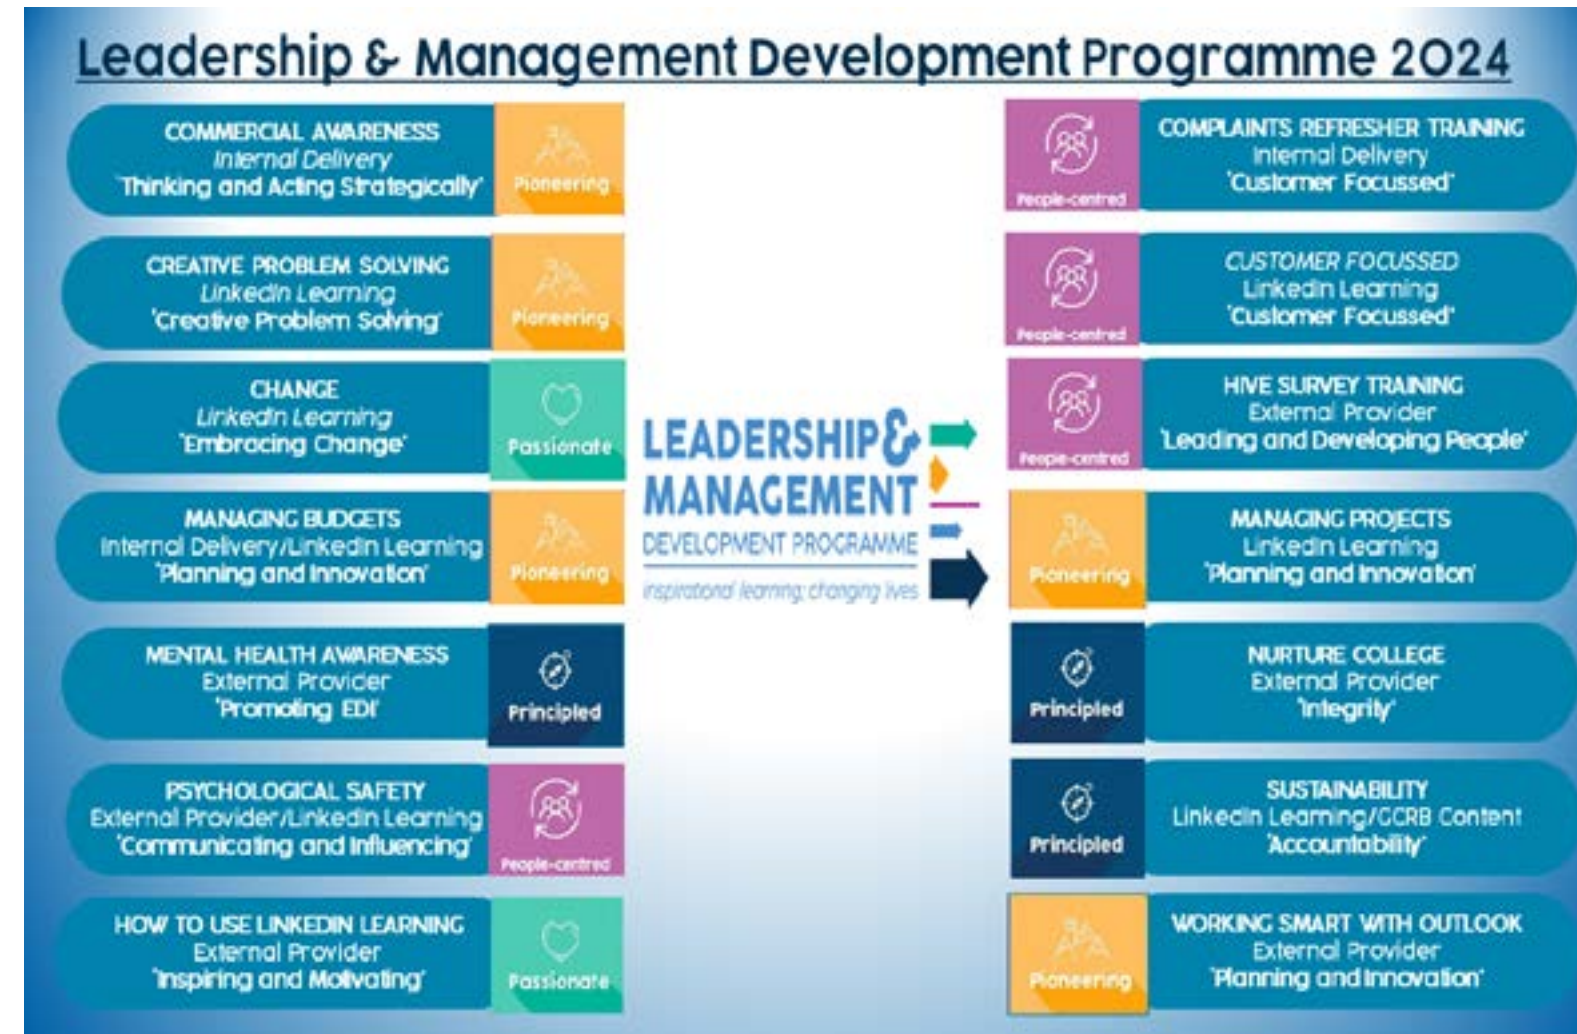 Leadership & Management Development Programme 2024
COMMERCIAL AWARENESS
Internal Delivery
'Thinking and Acting Strategically'
Pioneering
CREATIVE PROBLEM SOLVING
LinkedIn Learning
'Creative Problem Solving'
Pioneering
CHANGE
LinkedIn Learning
'Embracing Change'
Passionate
MANAGING BUDGETS
Internal Delivery/LinkedIn Learning
'Planning and Innovation'
Pioneering
MENTAL HEALTH AWARENESS
External Provider
'Promoting EDI'
Principled
PSYCHOLOGICAL SAFETY
External Provider/LinkedIn Learning
'Communicating and Influencing'
People-centred
HOW TO USE LINKEDIN LEARNING
External Provider
'Inspiring and Motivating'
Passionate
LEADERSHIP &
MANAGEMENT
DEVELOPMENT PROGRAMME
inspirational learning, changing lives
People-centred
COMPLAINTS REFRESHER TRAINING
Internal Delivery
'Customer Focussed'
People-centred
CUSTOMER FOCUSSED
LinkedIn Learning
'Customer Focussed'
People-centred
HIVE SURVEY TRAINING
External Provider
'Leading and Developing People'
Pioneering
MANAGING PROJECTS
LinkedIn Learning
'Planning and Innovation'
Principled
NURTURE COLLEGE
External Provider
'Integrity'
Principled
SUSTAINABILITY
LinkedIn Learning/GCRB Content
'Accountability'
Pioneering
WORKING SMART WITH OUTLOOK
External Provider
'Planning and Innovation'